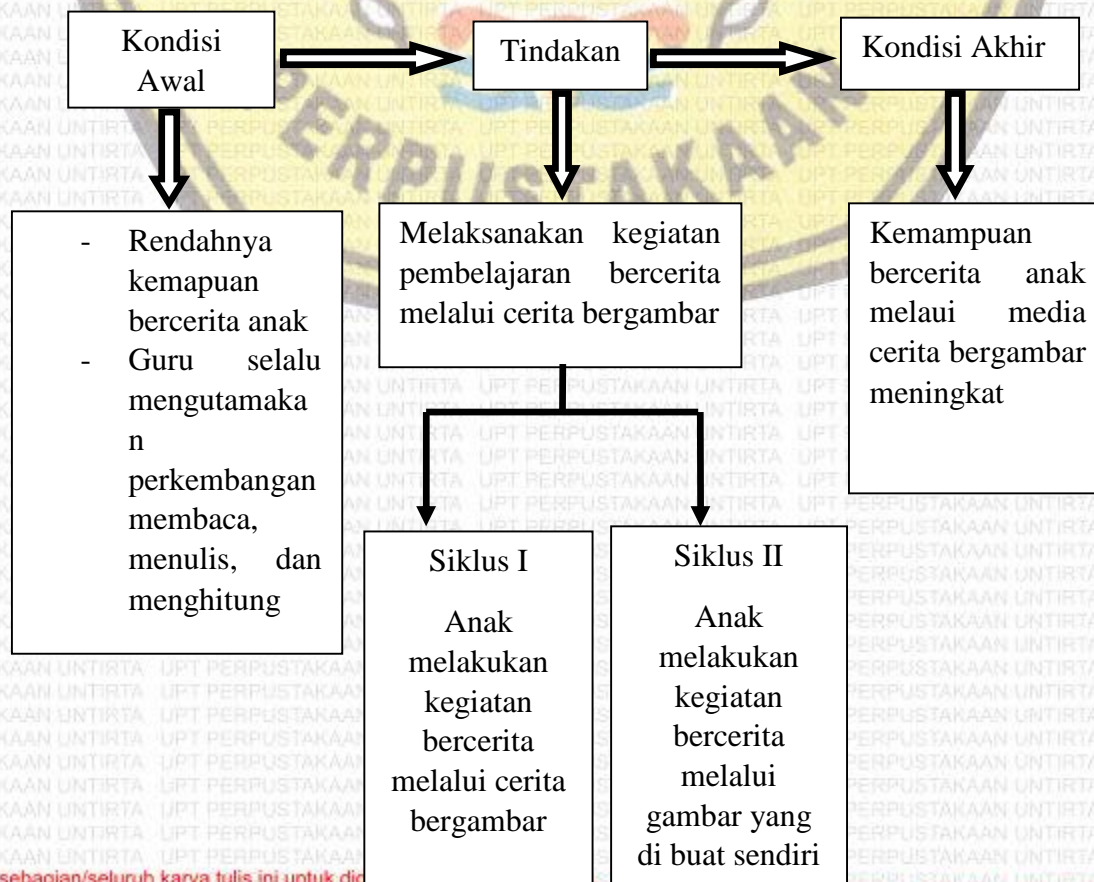 Kondisi
Awal
Tindakan
Kondisi Akhir
- Rendahnya
kemapuan
bercerita anak
- Guru selalu
mengutamaka
n
perkembangan
membaca,
menulis, dan
menghitung
Melaksanakan kegiatan
pembelajaran bercerita
melalui cerita bergambar
Kemampuan
bercerita anak
melaui media
cerita bergambar
meningkat
Siklus I
Anak
melakukan
kegiatan
bercerita
melalui cerita
bergambar
Siklus II
Anak
melakukan
kegiatan
bercerita
melalui
gambar yang
di buat sendiri
PERPUSTAKAAN
sebagian/seluruh karya tulis ini untuk